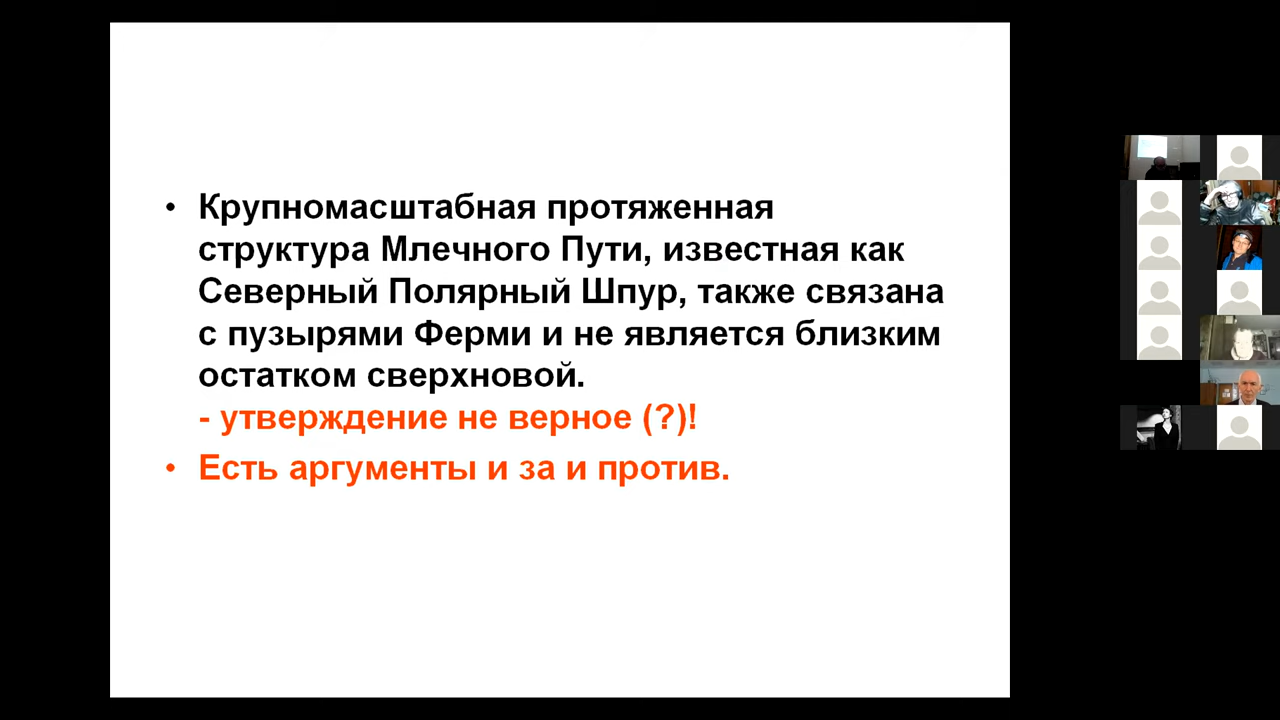 • Крупномасштабная протяженная
структура Млечного Пути, известная как
Северный Полярный Шпур, также связана
с пузырями Ферми и не является близким
остатком сверхновой.
- утверждение не верное (?)!
• Есть аргументы и за и против.